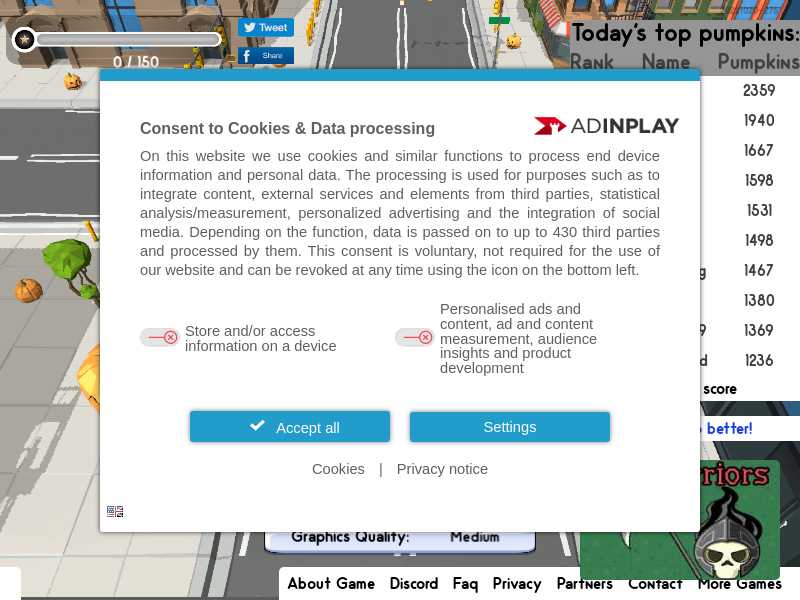 Tweet
Share
0 / 150
Today's top pumpkins:
Rank Name Pumpkins
2359
1940
1667
1598
1531
1498
g 1467
1380
9 1369
d 1236
score
better!
riors
ADINPLAY
Consent to Cookies & Data processing
On this website we use cookies and similar functions to process end device
information and personal data. The processing is used for purposes such as to
integrate content, external services and elements from third parties, statistical
analysis/measurement, personalized advertising and the integration of social
media. Depending on the function, data is passed on to up to 430 third parties
and processed by them. This consent is voluntary, not required for the use of
our website and can be revoked at any time using the icon on the bottom left.
Store and/or access
information on a device
Personalised ads and
content, ad and content
measurement, audience
insights and product
development
Accept all
Settings
Cookies | Privacy notice
Graphics Quality: Medium
About Game Discord Faq Privacy Partners Contact More Games